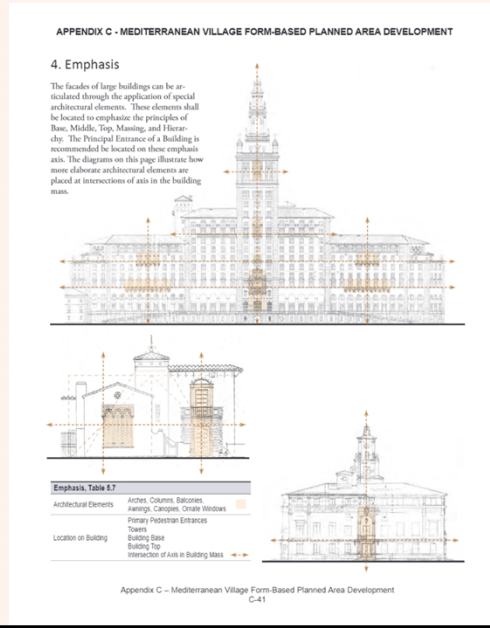 APPENDIX C - MEDITERRANEAN VILLAGE FORM-BASED PLANNED AREA DEVELOPMENT
4. Emphasis
The facades of large buildings can be ar-
ticulated through the application of special
architectural elements. These elements shall
be located to emphasize the principles of
Base, Middle, Top, Massing, and Hierar-
chy. The Principal Entrance of a Building is
recommended be located on these emphasis
axis. The diagrams on this page illustrate how
more elaborate architectural elements are
placed at intersections of axis in the building
mass.
Emphasis, Table 5.7
Architectural Elements
Arches, Columns, Balconies,
Awnings, Canopies, Ornate Windows
Location on Building
Primary Pedestrian Entrances
Towers
Building Base
Building Top
Intersection of Axis in Building Mass
Appendix C – Mediterranean Village Form-Based Planned Area Development
C-41